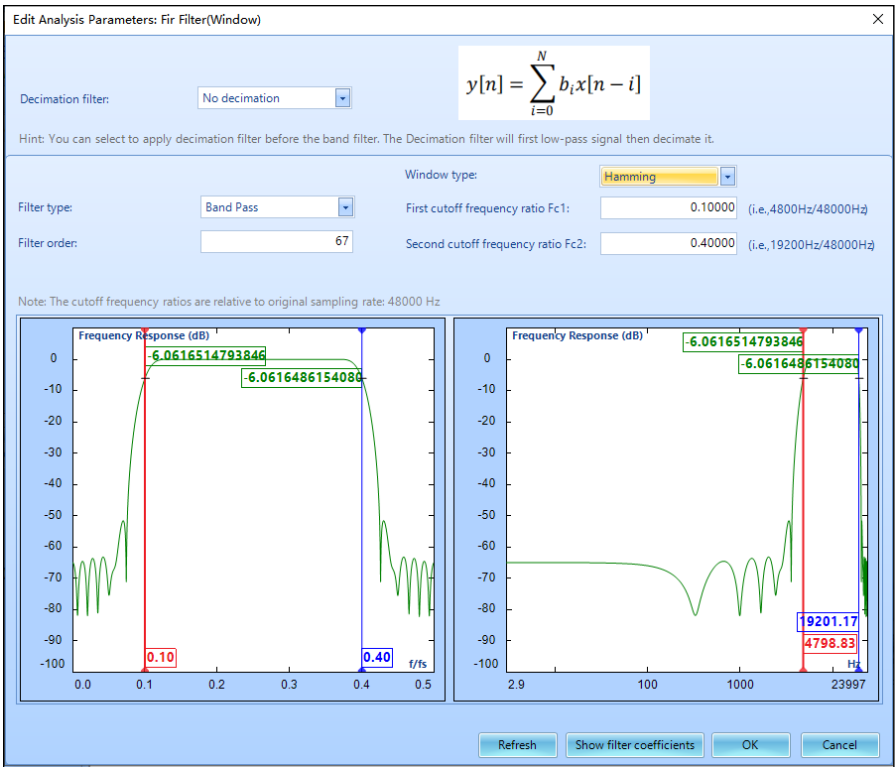 Edit Analysis Parameters: Fir Filter(Window)
Decimation filter:
No decimation
y[n] = ∑_{i=0}^{N} b_i x[n − i]
Hint: You can select to apply decimation filter before the band filter. The Decimation filter will first low-pass signal then decimate it.
Window type:
Hamming
Filter type:
Band Pass
First cutoff frequency ratio Fc1:
0.10000
(i.e.,4800Hz/48000Hz)
Filter order:
67
Second cutoff frequency ratio Fc2:
0.40000
(i.e.,19200Hz/48000Hz)
Note: The cutoff frequency ratios are relative to original sampling rate: 48000 Hz
Frequency Response (dB)
-6.0616514793846
-6.0616486154080
0
-10
-20
-30
-40
-50
-60
-70
-80
-90
-100
0.10
0.40
f/fs
0.0
0.1
0.2
0.3
0.4
0.5
Frequency Response (dB)
-6.0616514793846
-6.0616486154080
0
-10
-20
-30
-40
-50
-60
-70
-80
-90
-100
19201.17
4798.83
Hz
2.9
100
1000
23997
Refresh
Show filter coefficients
OK
Cancel